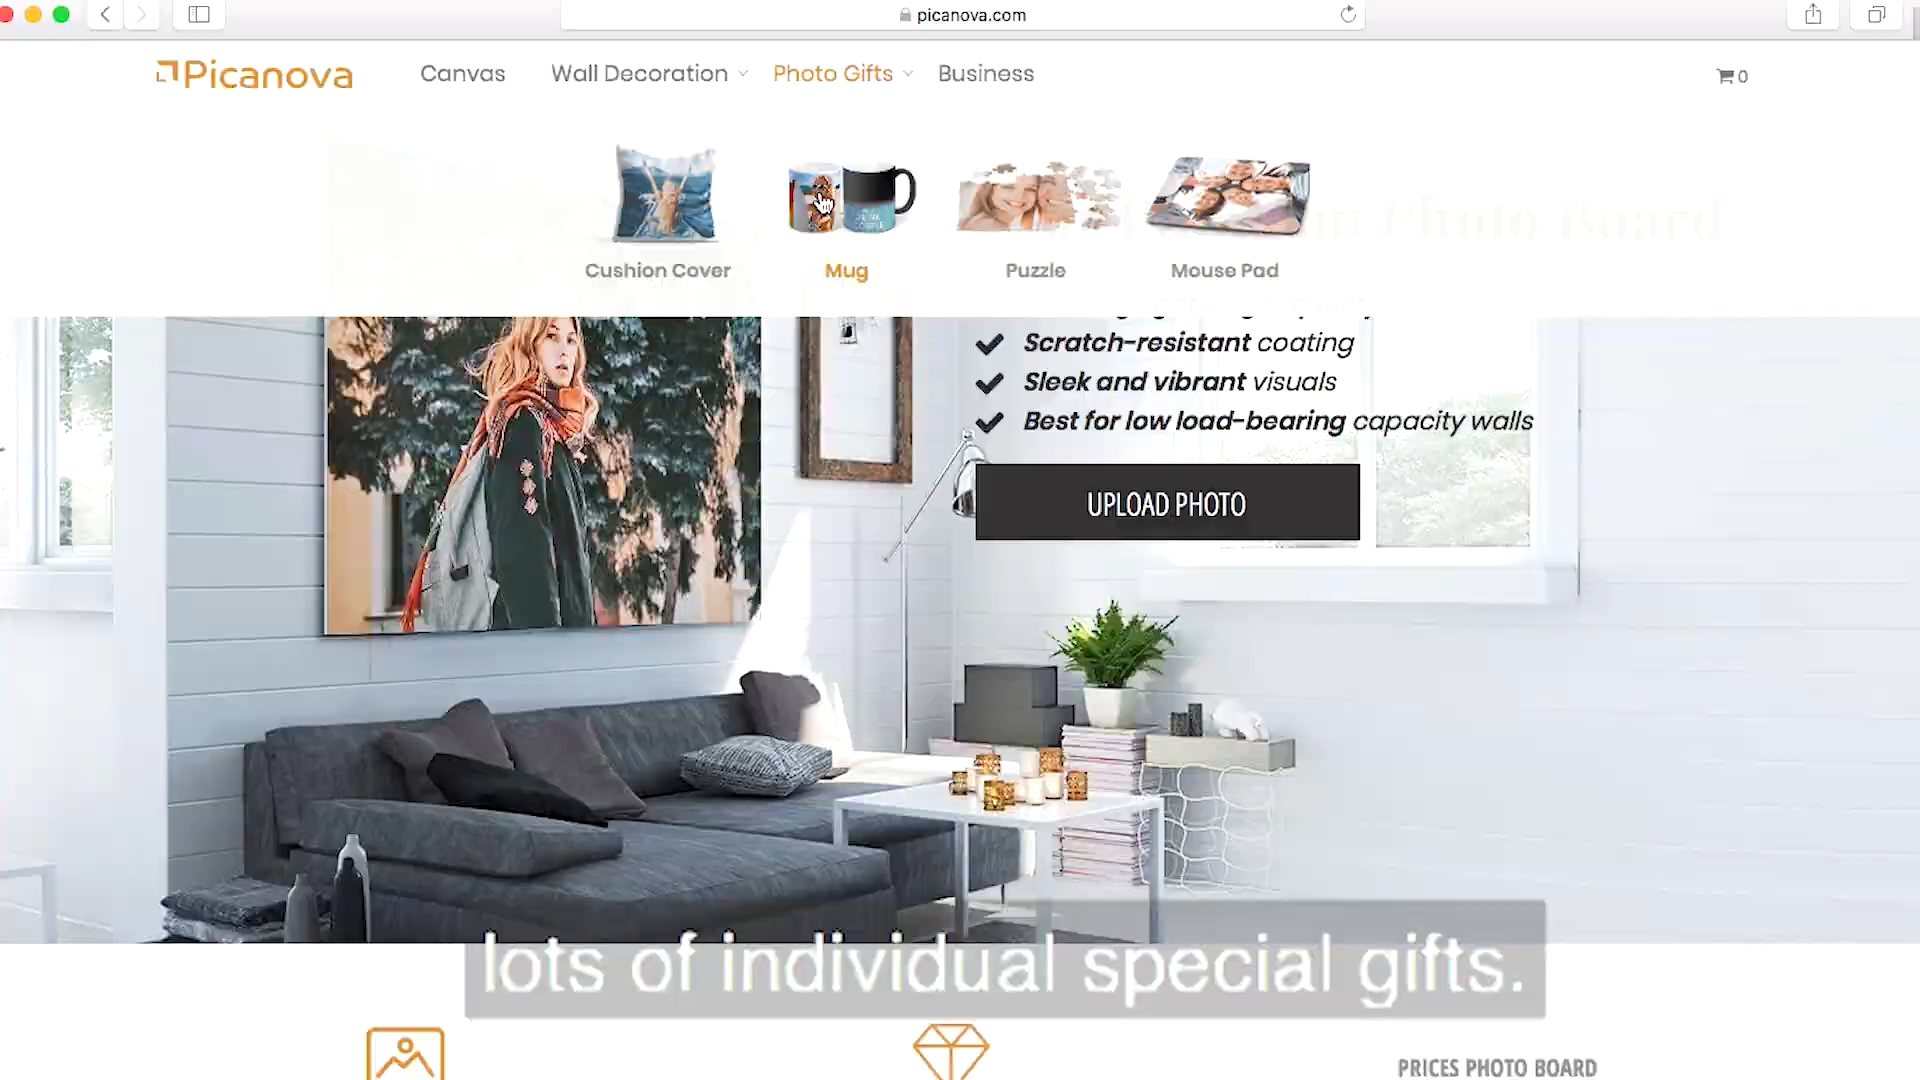 picanova.com
Picanova
Canvas
Wall Decoration
Photo Gifts
Business
0
Cushion Cover
Mug
Puzzle
Mouse Pad
Photo Board
Scratch-resistant coating
Sleek and vibrant visuals
Best for low load-bearing capacity walls
UPLOAD PHOTO
lots of individual special gifts.
PRICES PHOTO BOARD